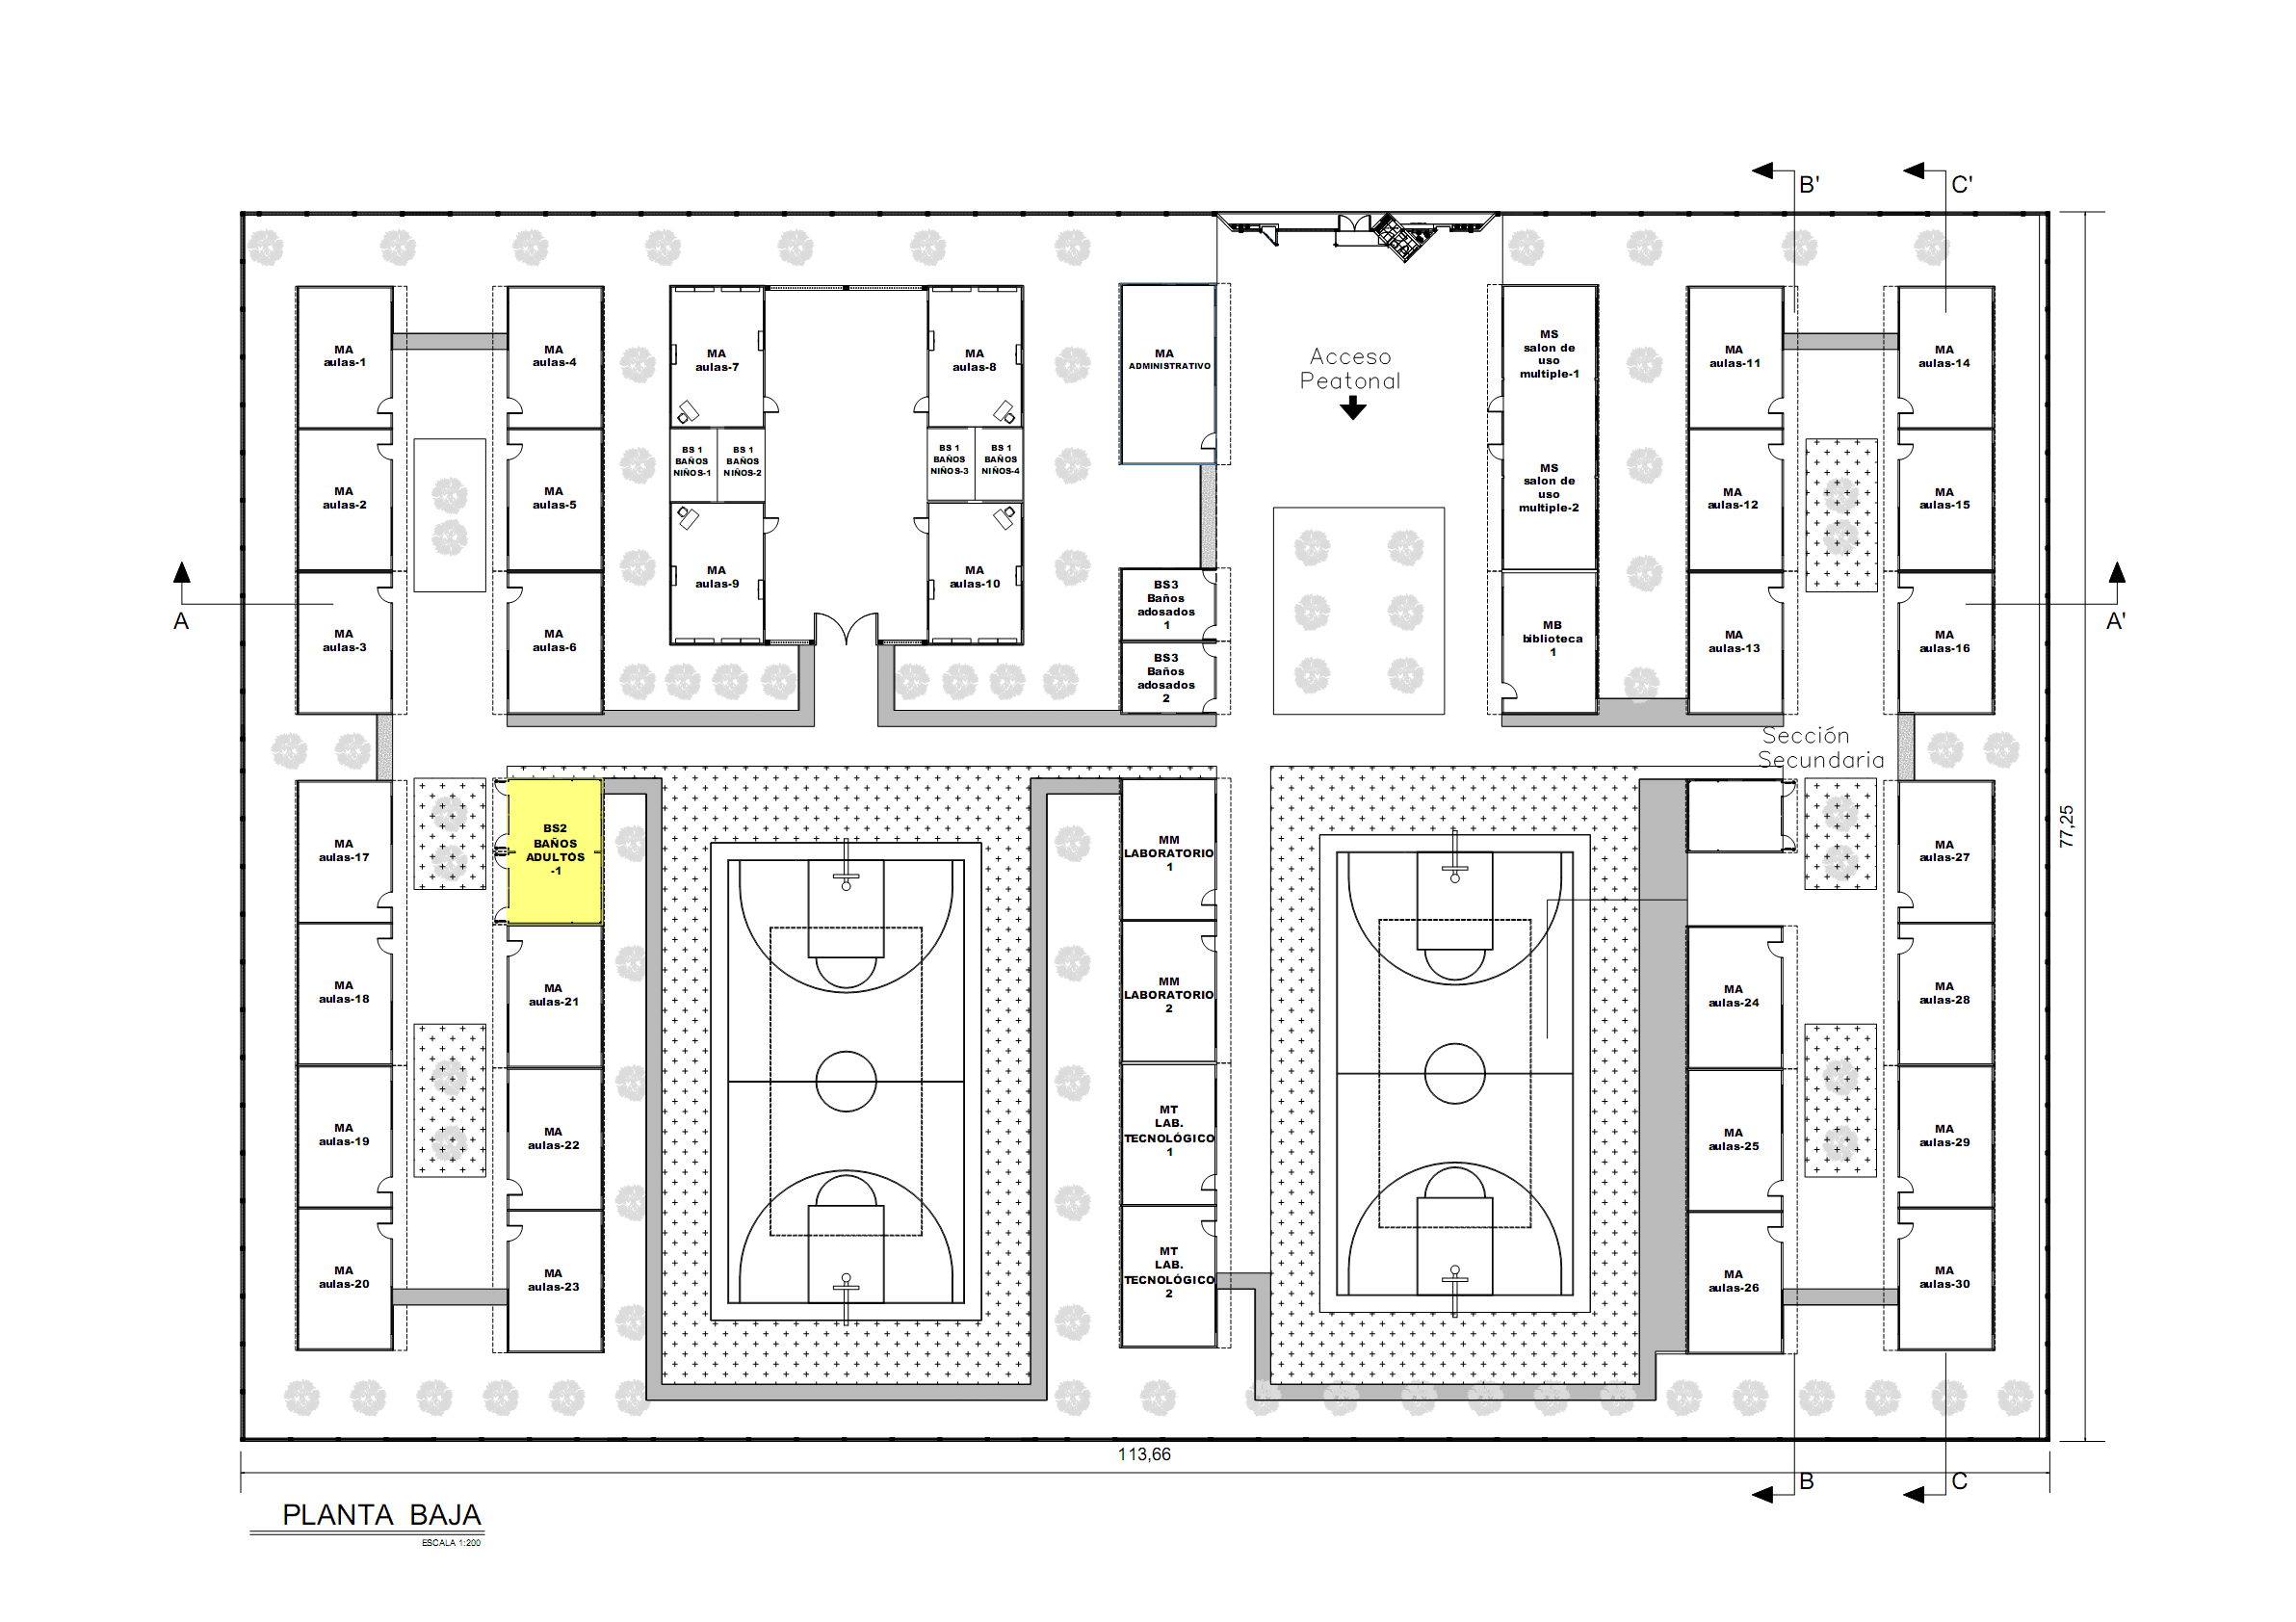 B'
C'
MA
aulas-1
MA
aulas-4
MA
aulas-7
MA
aulas-8
MA
ADMINISTRATIVO
Acceso
Peatonal
MS
salon de
uso
multiple-1
MA
aulas-11
MA
aulas-14
BS 1
BAÑOS
NIÑOS-1
BS 1
BAÑOS
NIÑOS-2
BS 1
BAÑOS
NIÑOS-3
BS 1
BAÑOS
NIÑOS-4
MA
aulas-2
MA
aulas-5
MS
salon de
uso
multiple-2
MA
aulas-12
MA
aulas-15
MA
aulas-9
MA
aulas-10
BS3
Baños
adosados
1
A
A'
MA
aulas-3
MA
aulas-6
MB
biblioteca
1
MA
aulas-13
MA
aulas-16
BS3
Baños
adosados
2
Sección
Secundaria
MA
aulas-17
BS2
BAÑOS
ADULTOS
-1
MM
LABORATORIO
1
MA
aulas-27
77,25
MA
aulas-18
MA
aulas-21
MM
LABORATORIO
2
MA
aulas-24
MA
aulas-28
MA
aulas-19
MA
aulas-22
MT
LAB.
TECNOLÓGICO
1
MA
aulas-25
MA
aulas-29
MA
aulas-20
MA
aulas-23
MT
LAB.
TECNOLÓGICO
2
MA
aulas-26
MA
aulas-30
113,66
B
C
PLANTA BAJA
ESCALA 1:200